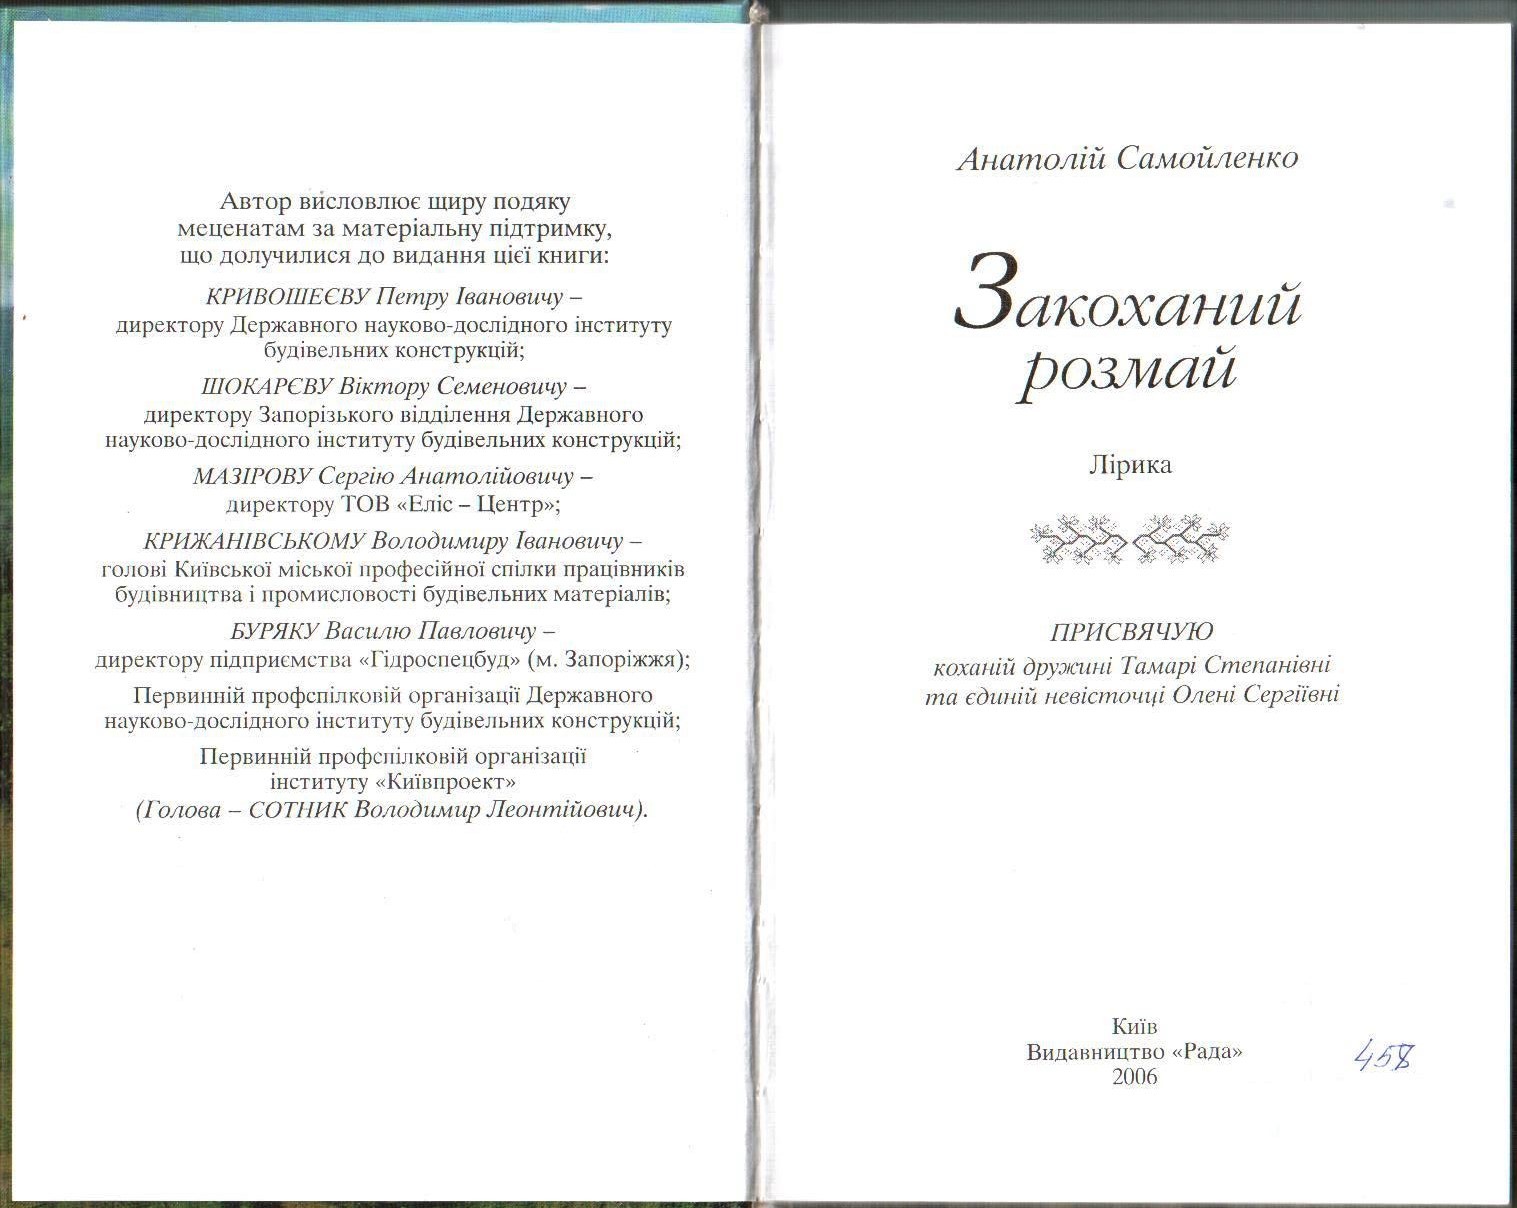 Автор висловлює щиру подяку
меценатам за матеріальну підтримку,
що долучилися до видання цієї книги:
КРИВОШЕЄВУ Петру Івановичу –
директору Державного науково-дослідного інституту
будівельних конструкцій;
ШОКАРЄВУ Віктору Семеновичу –
директору Запорізького відділення Державного
науково-дослідного інституту будівельних конструкцій;
МАЗІРОВУ Сергію Анатолійовичу –
директору ТОВ «Еліс – Центр»;
КРИЖАНІВСЬКОМУ Володимиру Івановичу –
голові Київської міської професійної спілки працівників
будівництва і промисловості будівельних матеріалів;
БУРЯКУ Василю Павловичу –
директору підприємства «Гідроспецбуд» (м. Запоріжжя);
Первинній профспілковій організації Державного
науково-дослідного інституту будівельних конструкцій;
Первинній профспілковій організації
інституту «Київпроект»
(Голова – СОТНИК Володимир Леонтійович).
Анатолій Самойленко
Закоханий
розмай
Лірика
ПРИСВЯЧУЮ
коханій дружині Тамарі Степанівні
та єдиній невісточці Олені Сергіївні
Київ
Видавництво «Рада»
2006
458